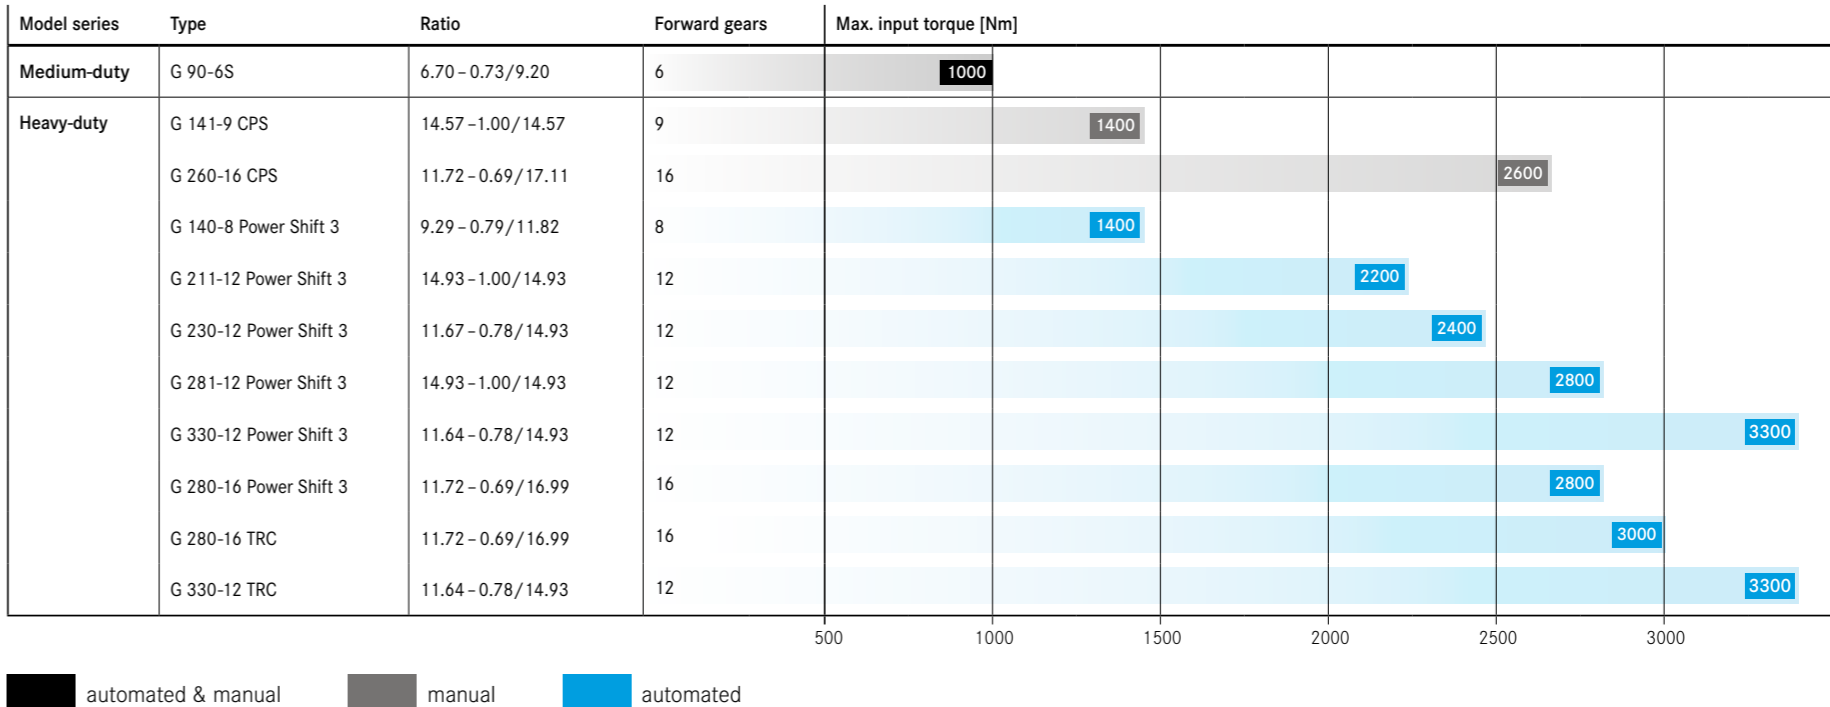 Model series Type Ratio Forward gears Max. input torque [Nm]
Medium-duty G 90-6S 6.70 – 0.73/9.20 6 1000
Heavy-duty G 141-9 CPS 14.57 – 1.00/14.57 9 1400
G 260-16 CPS 11.72 – 0.69/17.11 16 2600
G 140-8 Power Shift 3 9.29 – 0.79/11.82 8 1400
G 211-12 Power Shift 3 14.93 – 1.00/14.93 12 2200
G 230-12 Power Shift 3 11.67 – 0.78/14.93 12 2400
G 281-12 Power Shift 3 14.93 – 1.00/14.93 12 2800
G 330-12 Power Shift 3 11.64 – 0.78/14.93 12 3300
G 280-16 Power Shift 3 11.72 – 0.69/16.99 16 2800
G 280-16 TRC 11.72 – 0.69/16.99 16 3000
G 330-12 TRC 11.64 – 0.78/14.93 12 3300
500 1000 1500 2000 2500 3000
automated & manual manual automated